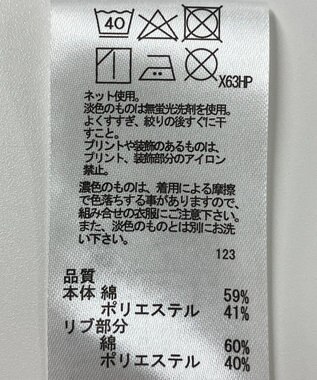 40
X63HP
ネット使用。
淡色のものは無蛍光洗剤を使用。
よくすすぎ、絞りの後すぐに干
すこと。
プリントや装飾のあるものは、
プリント、装飾部分のアイロン
禁止。
濃色のものは、着用による摩擦
で色落ちする事がありますので、
組み合せの衣服にご注意下さい。
また、淡色のものとは別にお洗
い下さい。
123
品質
本体 綿 59%
ポリエステル 41%
リブ部分
綿 60%
ポリエステル 40%